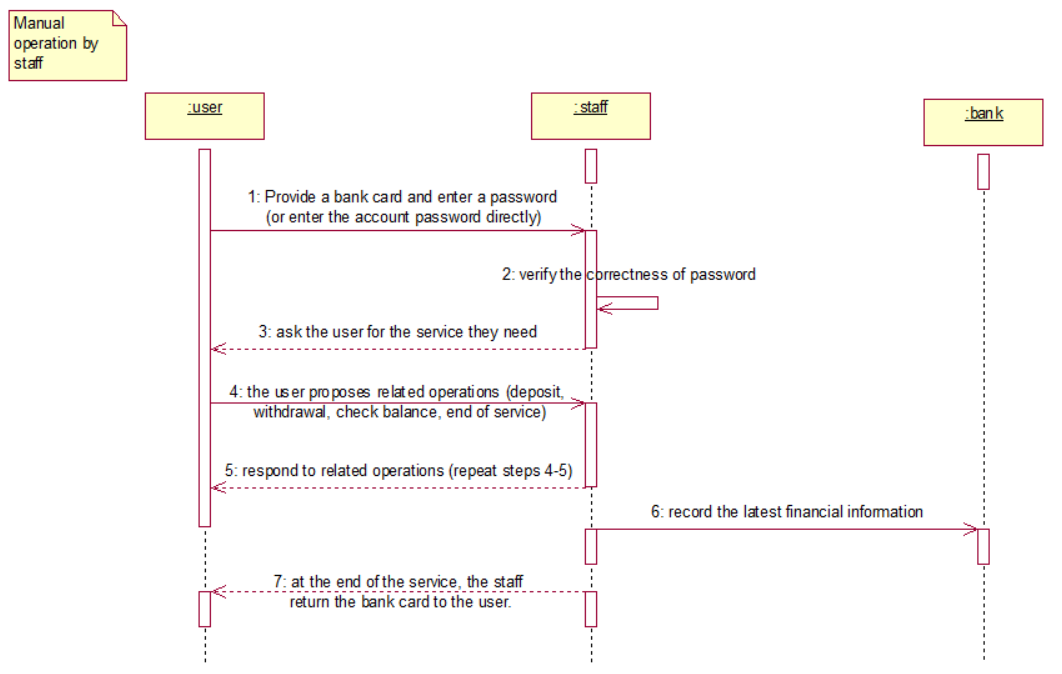 Manual
operation by
staff
:user
: staff
:bank
1: Provide a bank card and enter a password
(or enter the account password directly)
2: verify the correctness of password
3: ask the user for the service they need
4: the user proposes related operations (deposit,
withdrawal, check balance, end of service)
5: respond to related operations (repeat steps 4-5)
6: record the latest financial information
7: at the end of the service, the staff
return the bank card to the user.